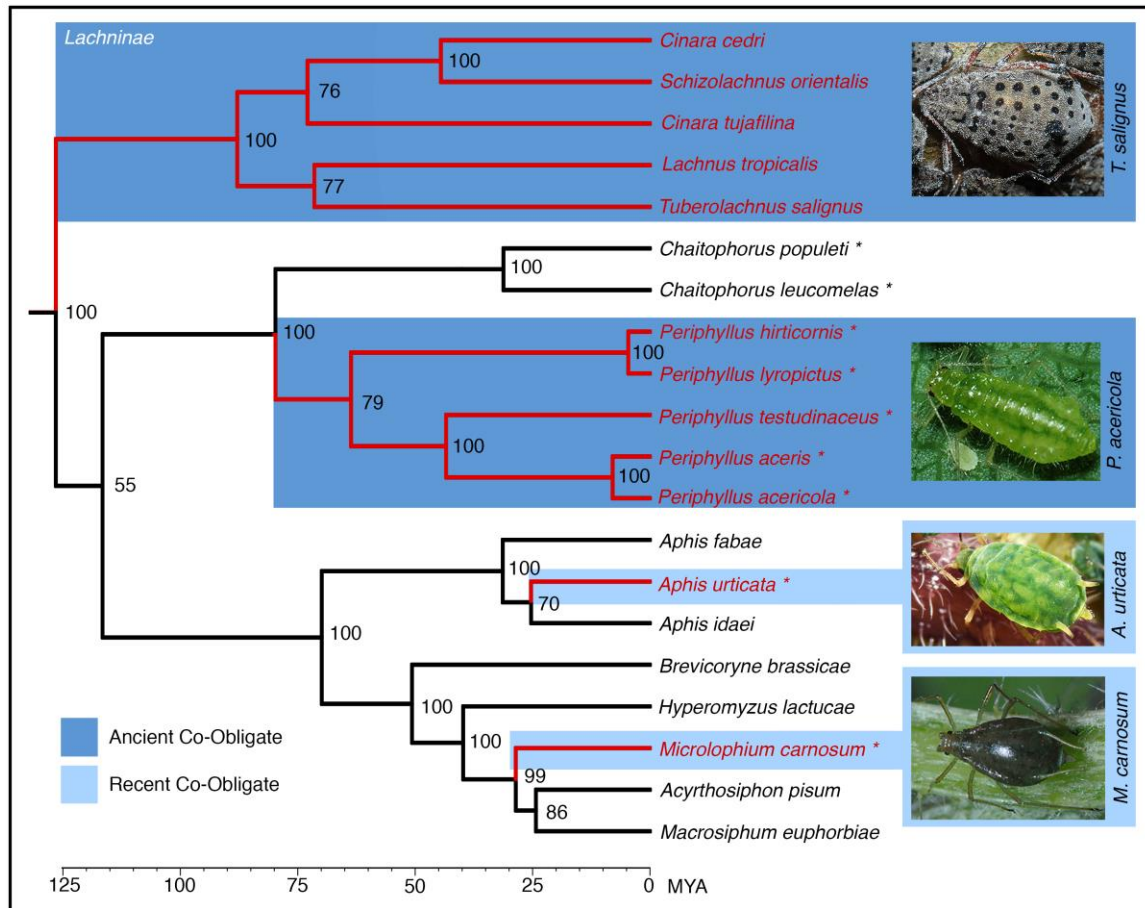 Lachninae
Cinara cedri
100
Schizolachnus orientalis
76
Cinara tujafilina
100
Lachnus tropicalis
77
Tuberolachnus salignus
T. salignus
Chaitophorus populeti *
100
Chaitophorus leucomelas *
100
100
Periphyllus hirticornis *
100
Periphyllus lyropictus *
79
Periphyllus testudinaceus *
100
Periphyllus aceris *
100
Periphyllus acericola *
P. acericola
55
Aphis fabae
100
Aphis urticata *
70
Aphis idaei
A. urticata
100
Brevicoryne brassicae
100
Hyperomyzus lactucae
100
Microlophium carnosum *
99
Acyrthosiphon pisum
86
Macrosiphum euphorbiae
M. carnosum
Ancient Co-Obligate
Recent Co-Obligate
125 100 75 50 25 0 MYA